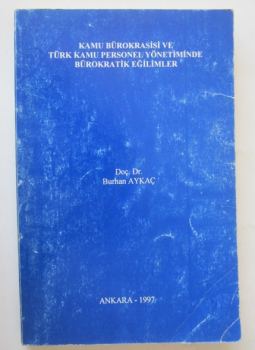 KAMU BÜROKRASİSİ VE
TÜRK KAMU PERSONEL YÖNETİMİNDE
BÜROKRATİK EĞİLİMLER
Doç. Dr.
Burhan AYKAÇ
ANKARA - 1997